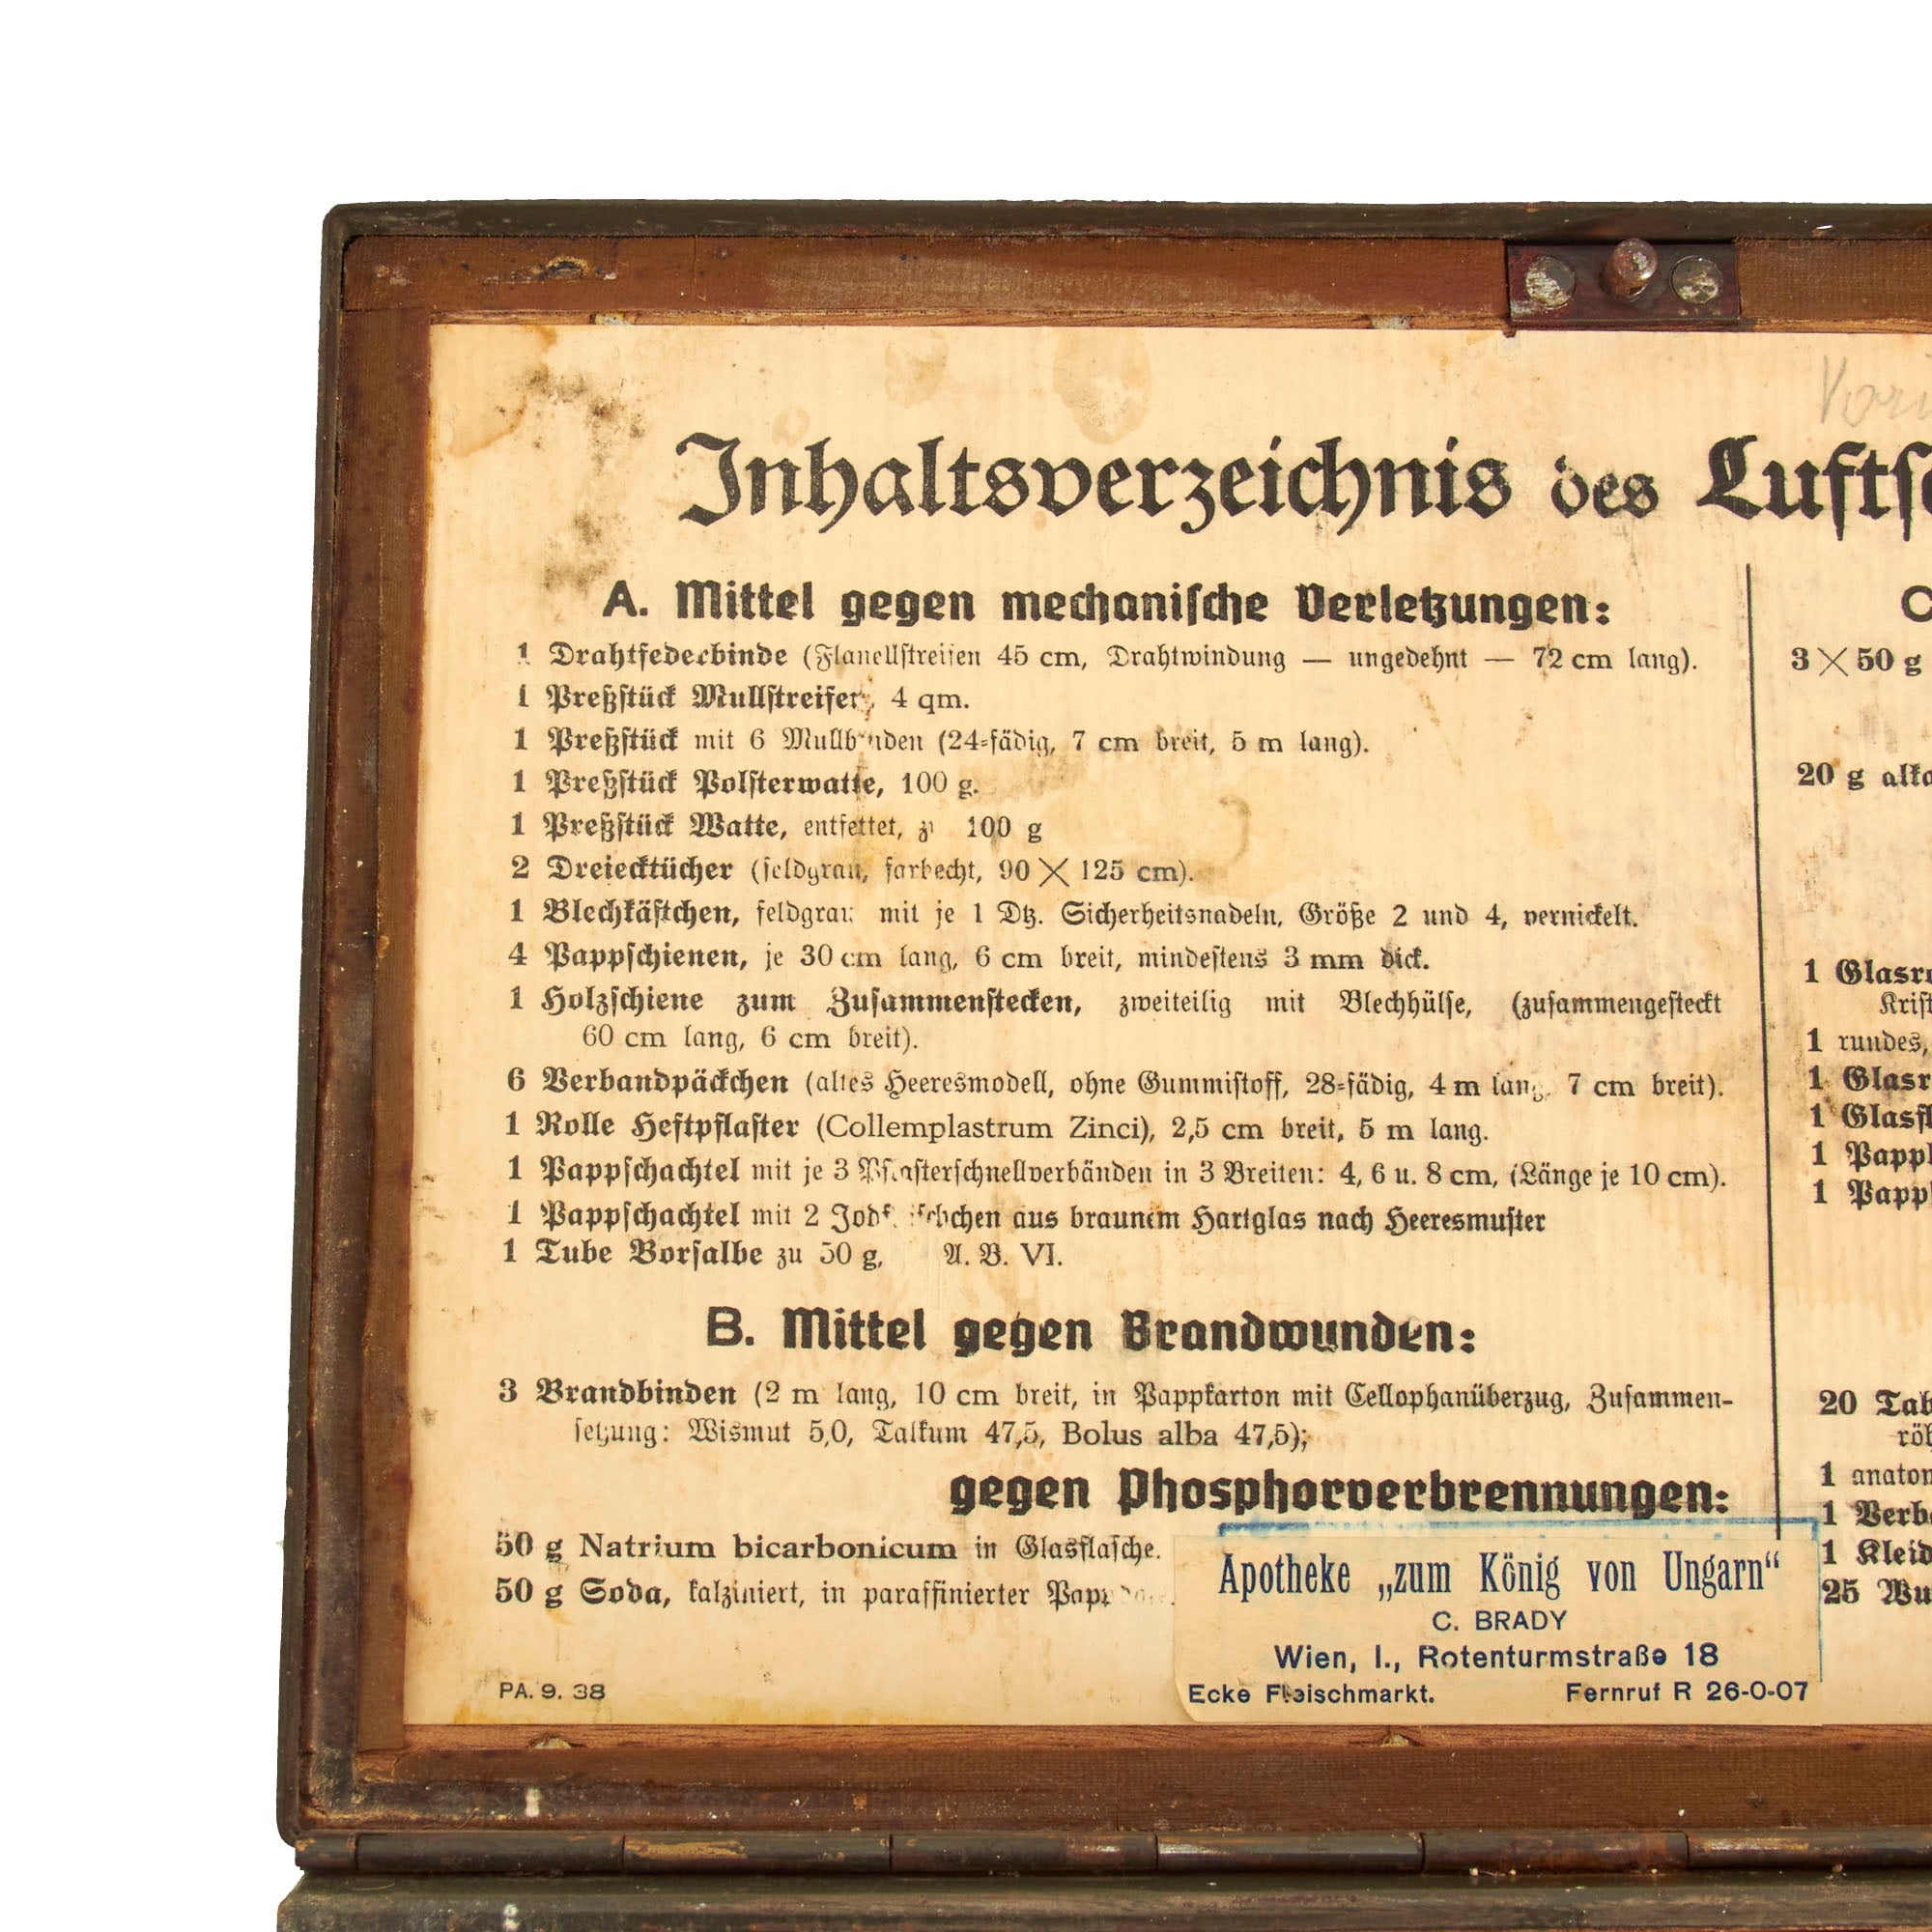 Inhaltsverzeichnis des
A. Mittel gegen mechanische Verletzungen:
1 Drahtfederbinde (Flanellstreifen 45 cm, Drahtwindung — ungedehnt — 72 cm lang).
1 Preßstück Mullstreifen, 4 qm.
1 Preßstück mit 6 Mullbinden (24-fädig, 7 cm breit, 5 m lang).
1 Preßstück Polsterwatte, 100 g.
1 Preßstück Watte, entfettet, 100 g
2 Dreiecktücher (feldgrau, farbecht, 90 × 125 cm).
1 Blechkästchen, feldgrau mit je 1 Dtz. Sicherheitsnadeln, Größe 2 und 4, vernickelt.
4 Pappschienen, je 30 cm lang, 6 cm breit, mindestens 3 mm dick.
1 Holzschiene zum Zusammenstecken, zweiteilig mit Blechhülse, (zusammengesteckt
60 cm lang, 6 cm breit).
6 Verbandpäckchen (altes Heeresmodell, ohne Gummistoff, 28-fädig, 4 m lang, 7 cm breit).
1 Rolle Heftpflaster (Collemplastrum Zinci), 2,5 cm breit, 5 m lang.
1 Pappschachtel mit je 3 Pflasterschnellverbänden in 3 Breiten: 4, 6 u. 8 cm, (Länge je 10 cm).
1 Pappschachtel mit 2 aus braunem Hartglas nach Heeresmuster
1 Tube Borsalbe zu 50 g, A. B. VI.
B. Mittel gegen Brandwunden:
3 Brandbinden (2 m lang, 10 cm breit, in Pappkarton mit Cellophanüberzug, Zusammen-
setzung: Wismut 5,0, Talkum 47,5, Bolus alba 47,5);
gegen Phosphorverbrennungen:
50 g Natrium bicarbonicum in Glasflasche.
50 g Soda, kalziniert, in paraffinierter
PA. 9. 38
Apotheke „zum König von Ungarn“
C. BRADY
Wien, I., Rotenturmstraße 18
Ecke Fleischmarkt. Fernruf R 26-0-07
C
3 × 50 g
20 g
1
1 rundes,
1
1
1
1
20
1
1
1
25